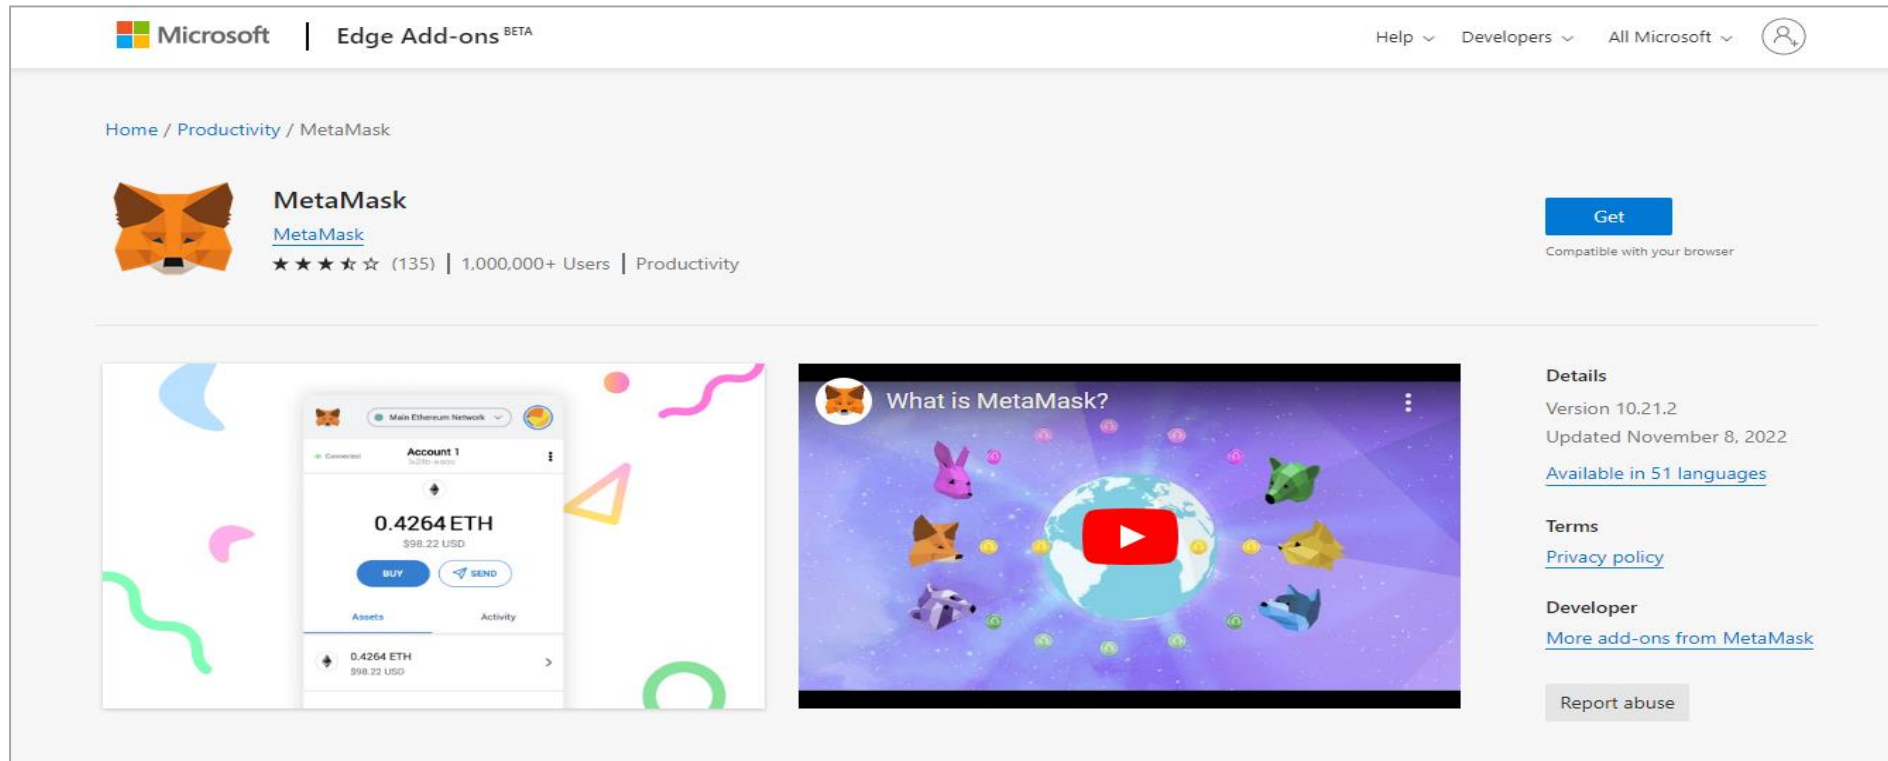 Microsoft | Edge Add-ons BETA
Help Developers All Microsoft
Home / Productivity / MetaMask
MetaMask
MetaMask
(135) | 1,000,000+ Users | Productivity
Get
Compatible with your browser
Main Ethereum Network
Connected
Account 1
0.4264 ETH
$98.22 USD
BUY SEND
Assets Activity
0.4264 ETH
$98.22 USD
What is MetaMask?
Details
Version 10.21.2
Updated November 8, 2022
Available in 51 languages
Terms
Privacy policy
Developer
More add-ons from MetaMask
Report abuse